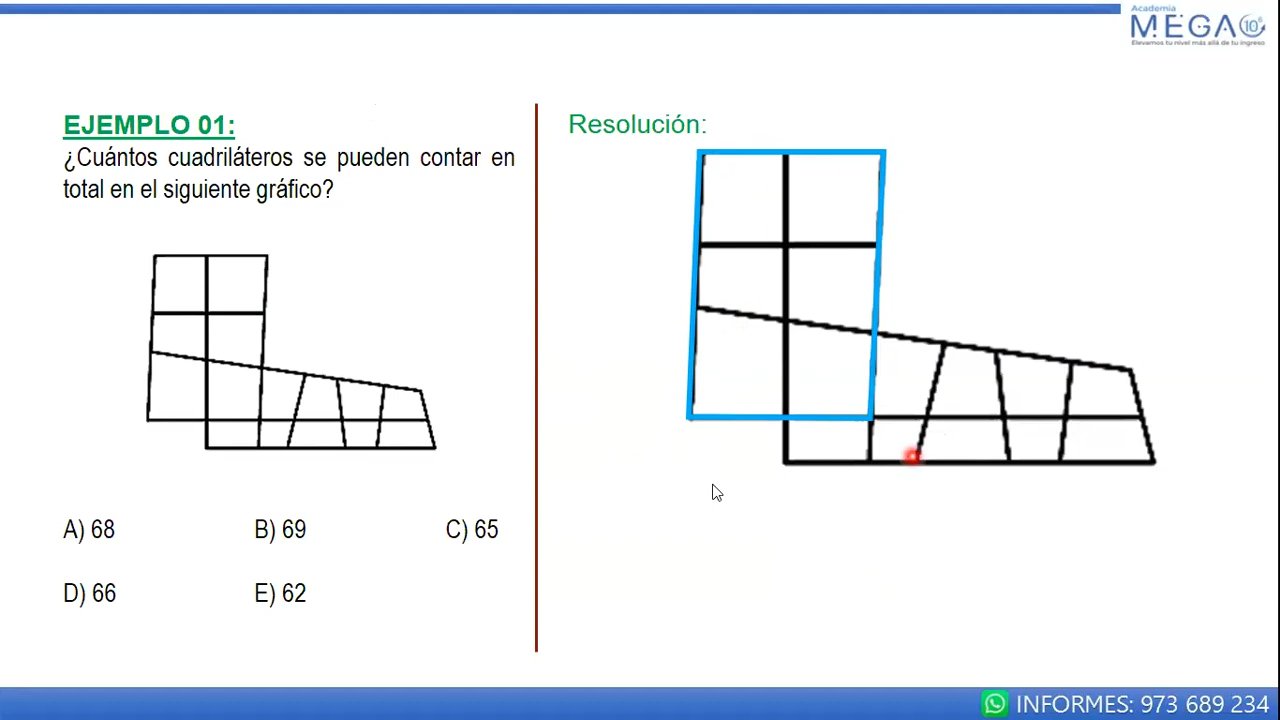 Academia
MEGA 10⁶
Elevamos tu nivel más allá de tu ingreso
EJEMPLO 01:
¿Cuántos cuadriláteros se pueden contar en
total en el siguiente gráfico?
A) 68
B) 69
C) 65
D) 66
E) 62
Resolución:
INFORMES: 973 689 234